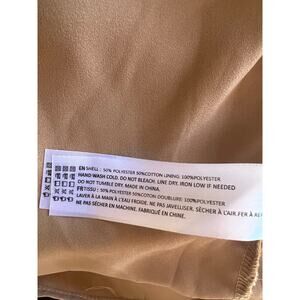 EN SHELL: 50% POLYESTER 50%COTTON LINING: 100%POLYESTER
HAND WASH COLD. DO NOT BLEACH. LINE DRY. IRON LOW IF NEEDED
DO NOT TUMBLE DRY. MADE IN CHINA.
FR TISSU: 50% POLYESTER 50%COTON DOUBLURE: 100%POLYESTER
LAVER À LA MAIN À L'EAU FROIDE. NE PAS JAVELLISER. SÉCHER À L'AIR.FER À
NE PAS SÉCHER EN MACHINE. FABRIQUÉ EN CHINE.